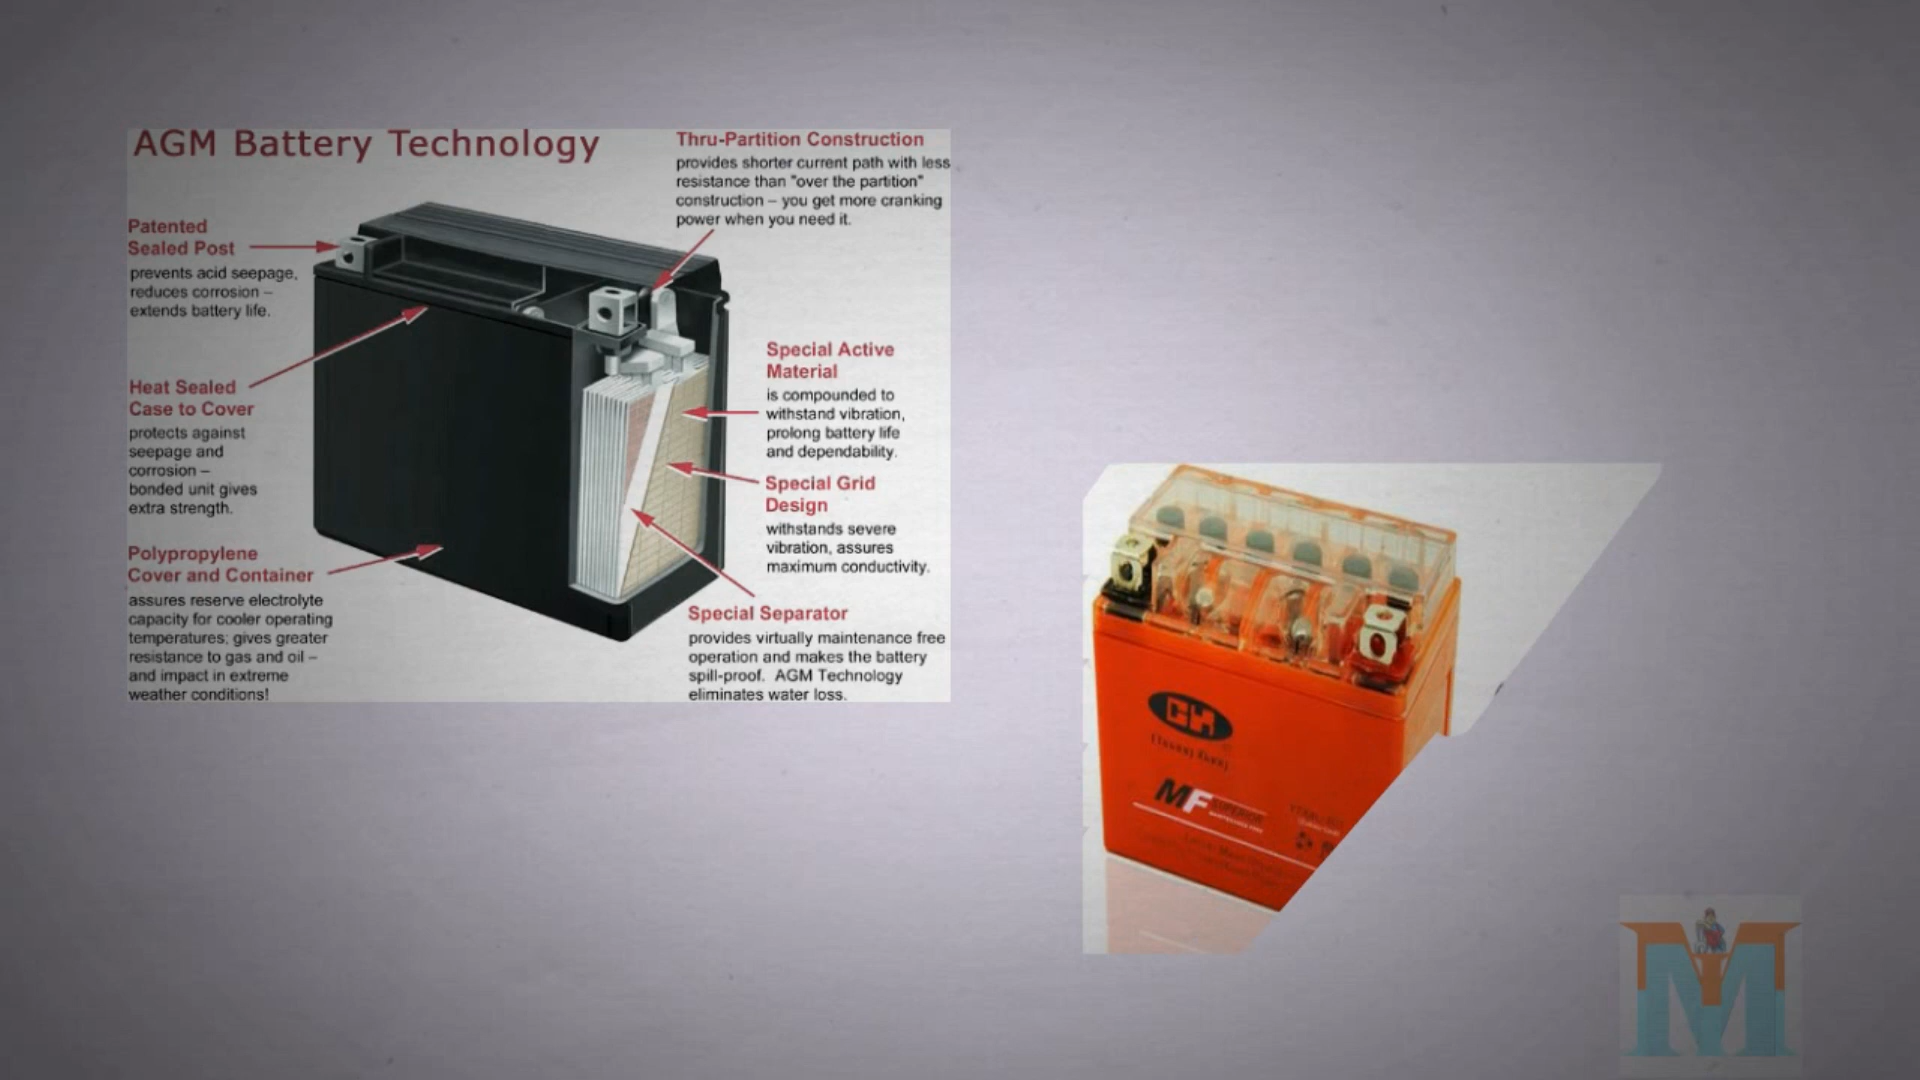 AGM Battery Technology
Thru-Partition Construction
provides shorter current path with less
resistance than "over the partition"
construction – you get more cranking
power when you need it.
Patented
Sealed Post
prevents acid seepage,
reduces corrosion –
extends battery life.
Heat Sealed
Case to Cover
protects against
seepage and
corrosion –
bonded unit gives
extra strength.
Polypropylene
Cover and Container
assures reserve electrolyte
capacity for cooler operating
temperatures; gives greater
resistance to gas and oil –
and impact in extreme
weather conditions!
Special Active
Material
is compounded to
withstand vibration,
prolong battery life
and dependability.
Special Grid
Design
withstands severe
vibration, assures
maximum conductivity.
Special Separator
provides virtually maintenance free
operation and makes the battery
spill-proof. AGM Technology
eliminates water loss.
CK
MF SUPERIOR
M